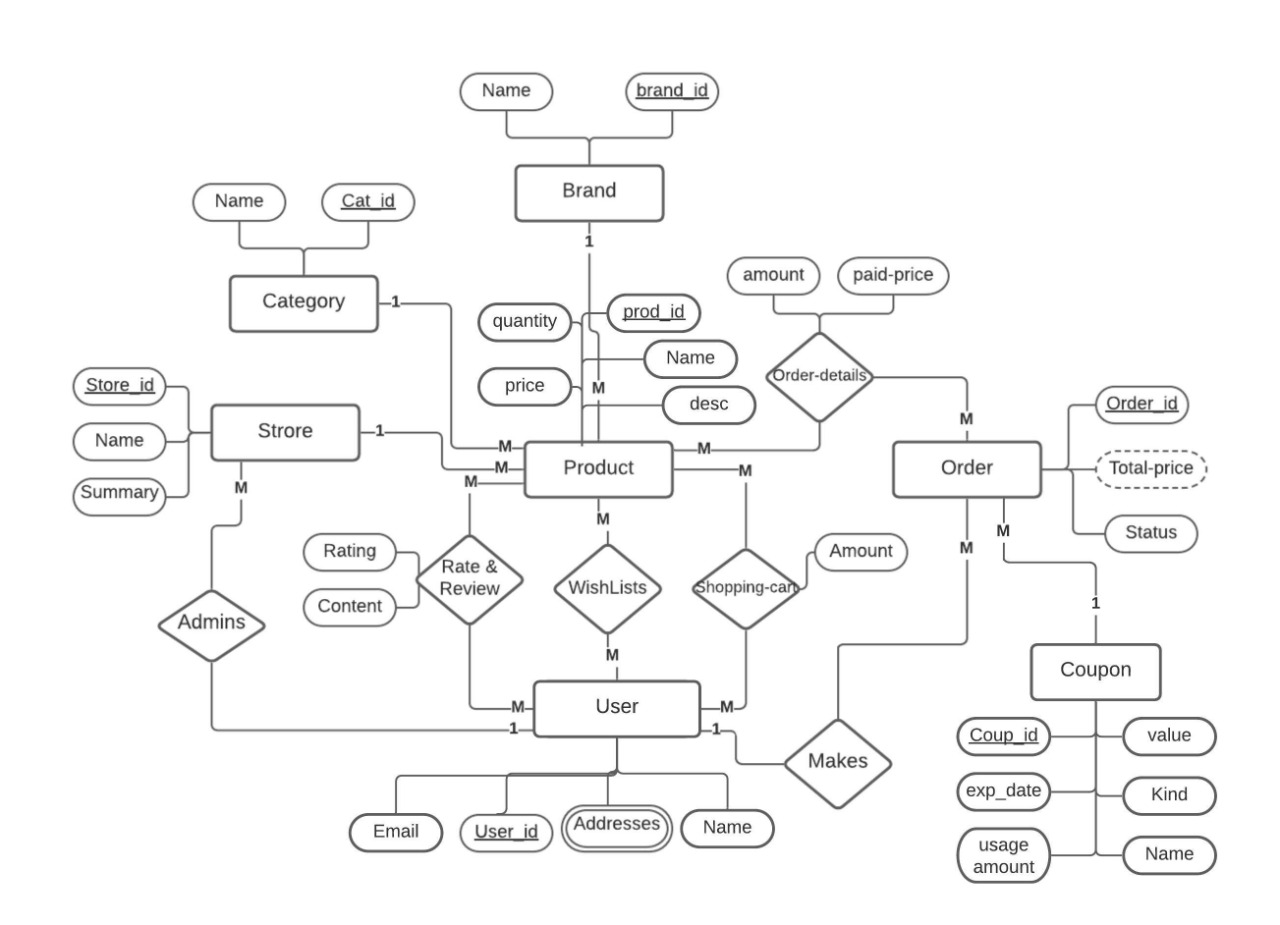 Name
brand_id
Brand
1
Name
Cat_id
Category
1
amount
paid-price
quantity
prod_id
Name
price
M
desc
Order-details
M
Store_id
Name
Summary
Strore
1
M
M
M
Product
M
M
Order
Order_id
Total-price
Status
M
M
M
M
M
1
Rating
Content
Rate &
Review
WishLists
Shopping-cart
Amount
Admins
M
M
1
User
M
1
Makes
Coupon
Email
User_id
Addresses
Name
Coup_id
value
exp_date
Kind
usage
amount
Name